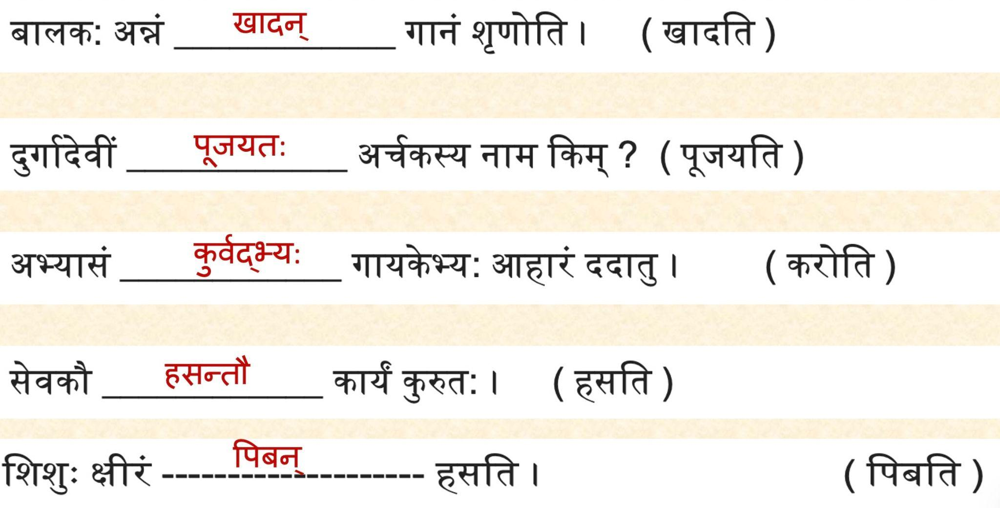 बालक: अन्नं खादन् गानं शृणोति । ( खादति )
दुर्गादेवीं पूजयतः अर्चकस्य नाम किम् ? ( पूजयति )
अभ्यासं कुर्वद्भ्यः गायकेभ्य: आहारं ददातु । ( करोति )
सेवकौ हसन्तौ कार्यं कुरुत: । ( हसति )
शिशुः क्षीरं -------------------- पिबन् हसति । ( पिबति )